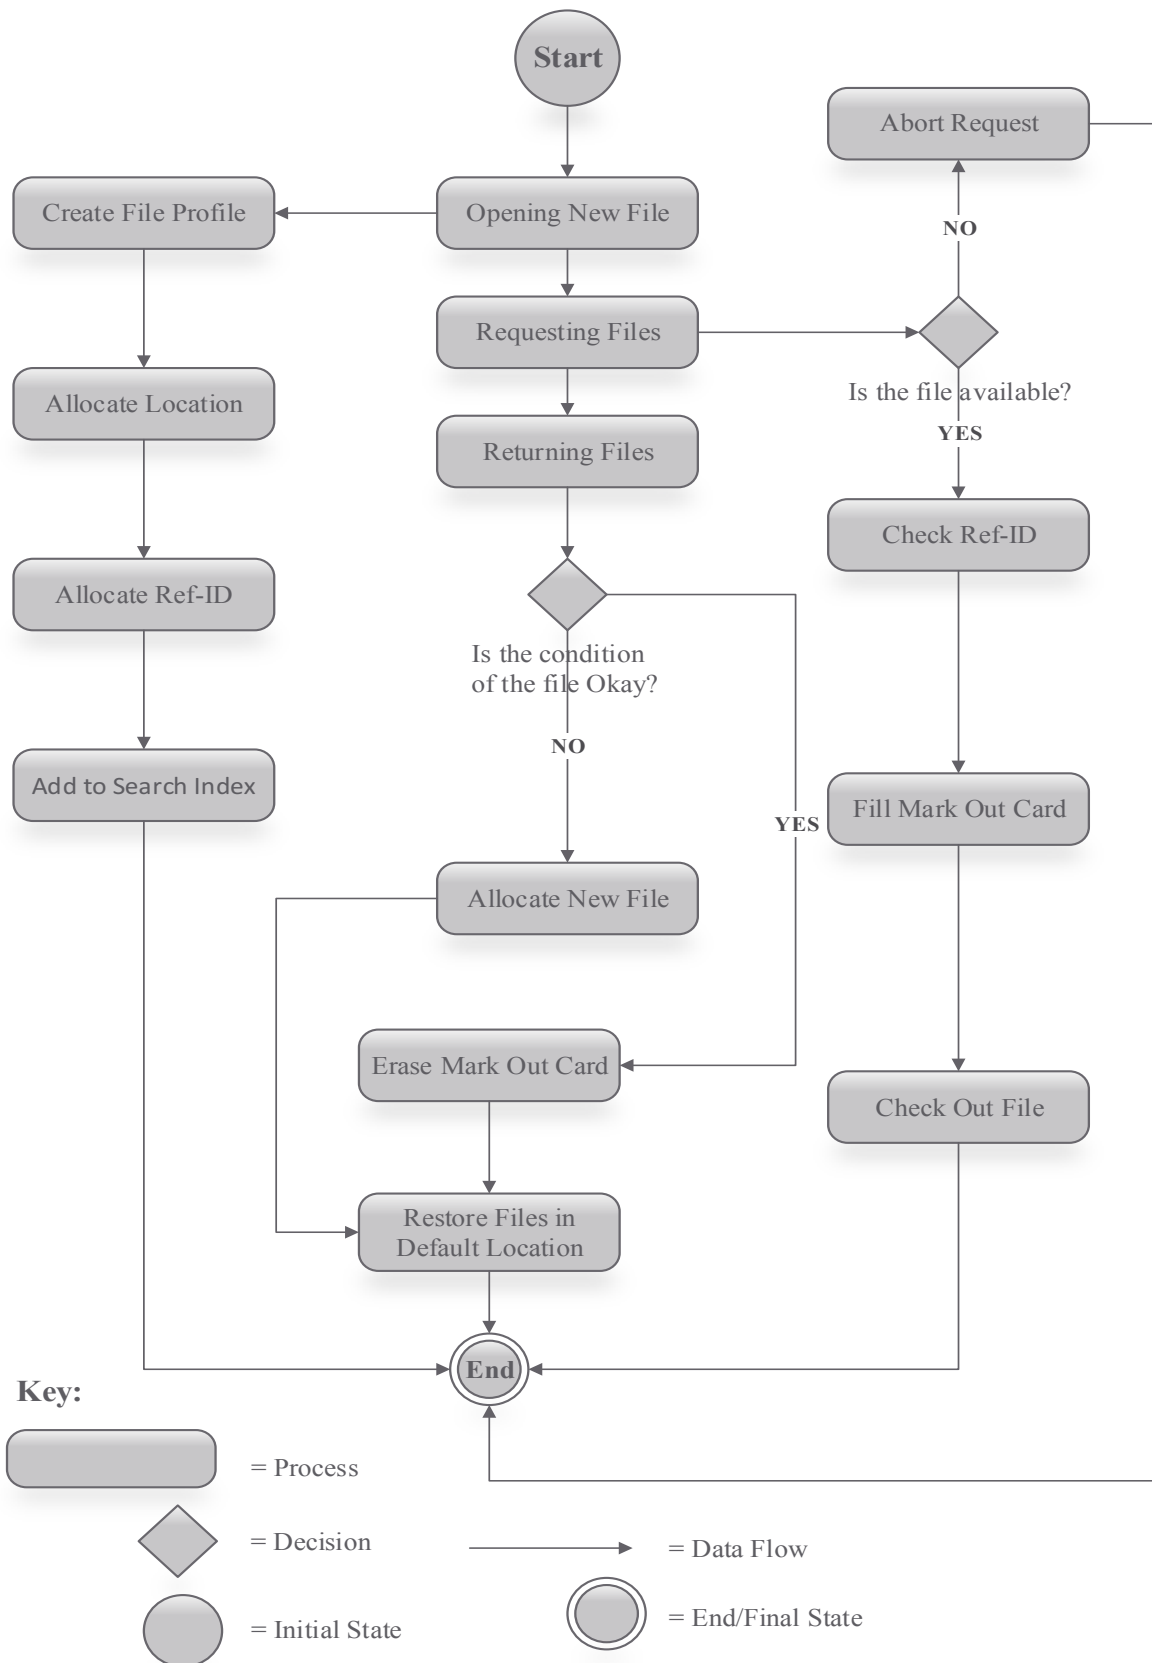 Start
Abort Request
Create File Profile
Opening New File
NO
Requesting Files
Is the file available?
YES
Allocate Location
Returning Files
Check Ref-ID
Allocate Ref-ID
Is the condition
of the file Okay?
NO
Add to Search Index
YES
Fill Mark Out Card
Allocate New File
Erase Mark Out Card
Check Out File
Restore Files in
Default Location
End
Key:
= Process
= Decision
= Data Flow
= Initial State
= End/Final State